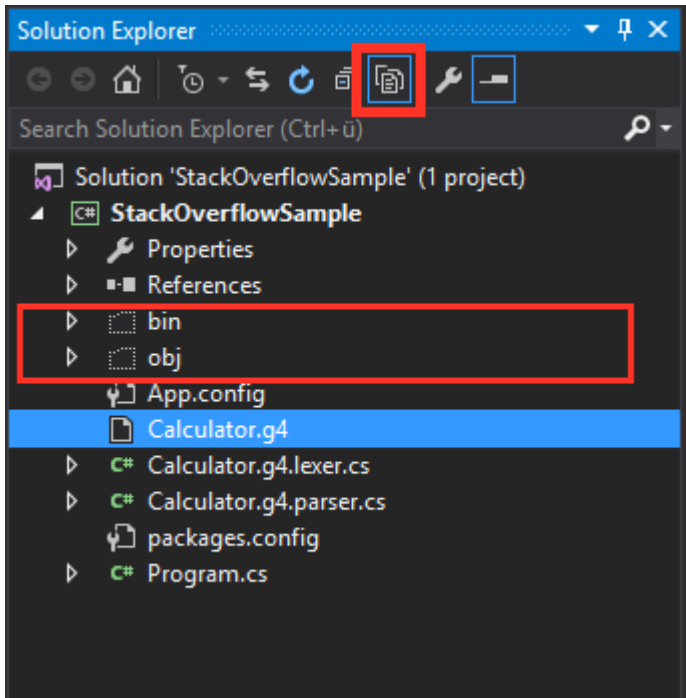 Solution Explorer
Search Solution Explorer (Ctrl+ü)
Solution 'StackOverflowSample' (1 project)
C# StackOverflowSample
Properties
References
bin
obj
App.config
Calculator.g4
C# Calculator.g4.lexer.cs
C# Calculator.g4.parser.cs
packages.config
C# Program.cs